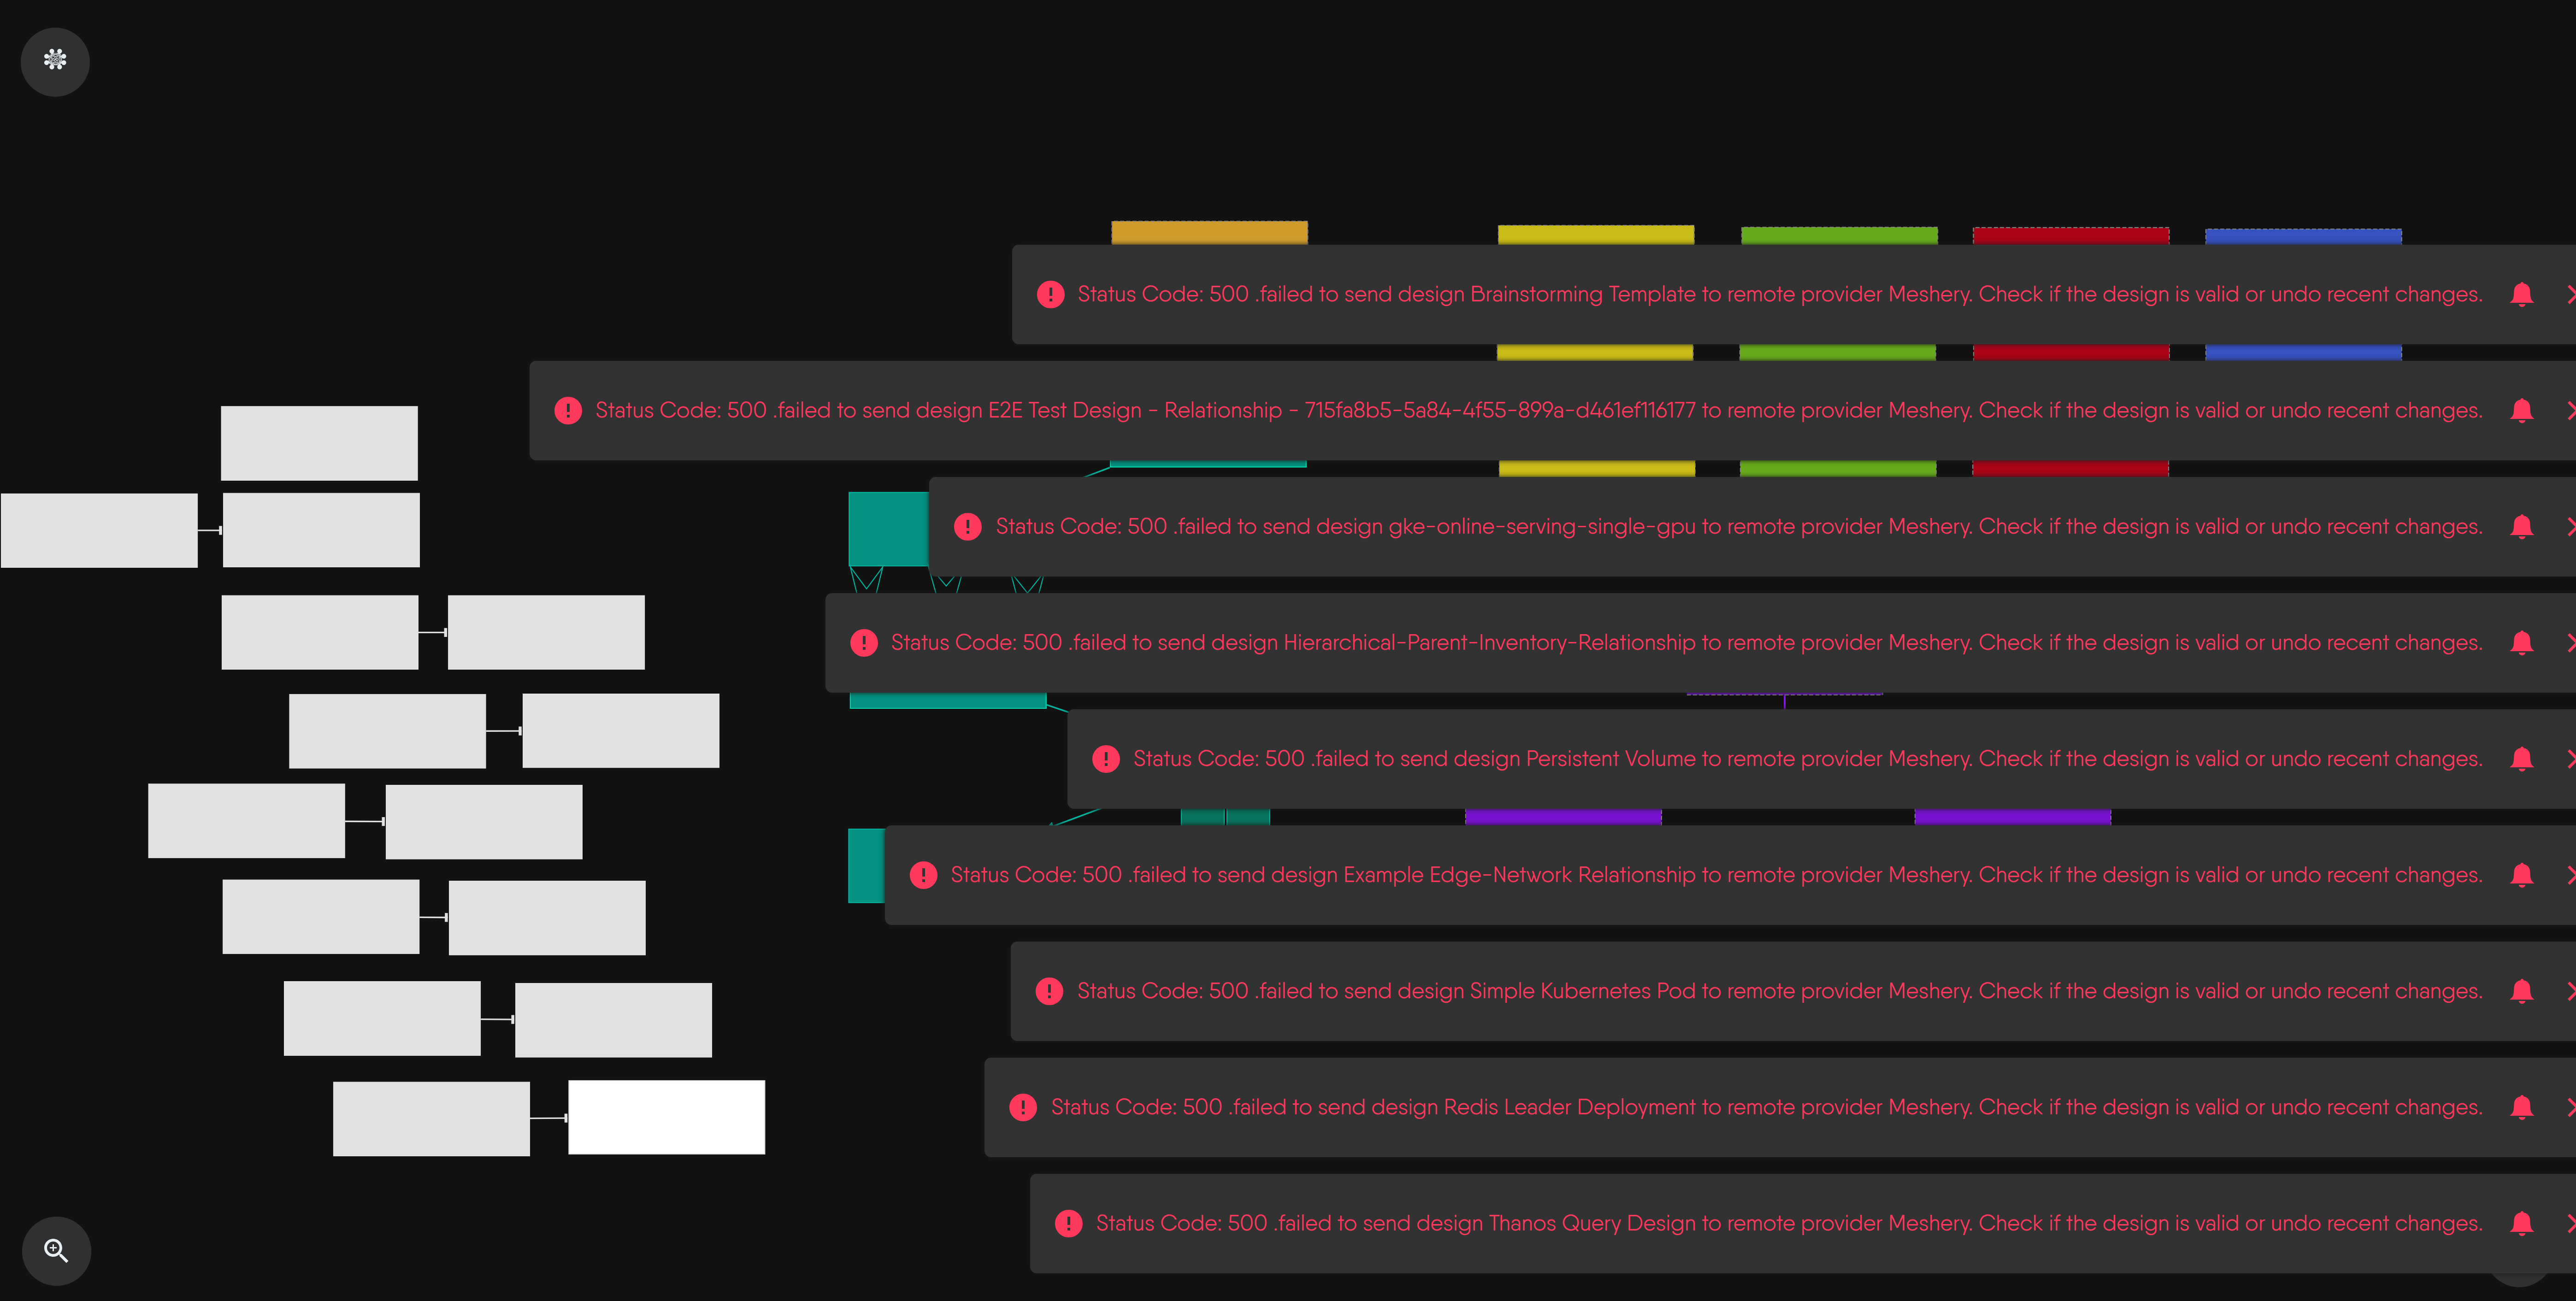 Status Code: 500 .failed to send design Brainstorming Template to remote provider Meshery. Check if the design is valid or undo recent changes.
Status Code: 500 .failed to send design E2E Test Design - Relationship - 715fa8b5-5a84-4f55-899a-d461ef116177 to remote provider Meshery. Check if the design is valid or undo recent changes.
Status Code: 500 .failed to send design gke-online-serving-single-gpu to remote provider Meshery. Check if the design is valid or undo recent changes.
Status Code: 500 .failed to send design Hierarchical-Parent-Inventory-Relationship to remote provider Meshery. Check if the design is valid or undo recent changes.
Status Code: 500 .failed to send design Persistent Volume to remote provider Meshery. Check if the design is valid or undo recent changes.
Status Code: 500 .failed to send design Example Edge-Network Relationship to remote provider Meshery. Check if the design is valid or undo recent changes.
Status Code: 500 .failed to send design Simple Kubernetes Pod to remote provider Meshery. Check if the design is valid or undo recent changes.
Status Code: 500 .failed to send design Redis Leader Deployment to remote provider Meshery. Check if the design is valid or undo recent changes.
Status Code: 500 .failed to send design Thanos Query Design to remote provider Meshery. Check if the design is valid or undo recent changes.